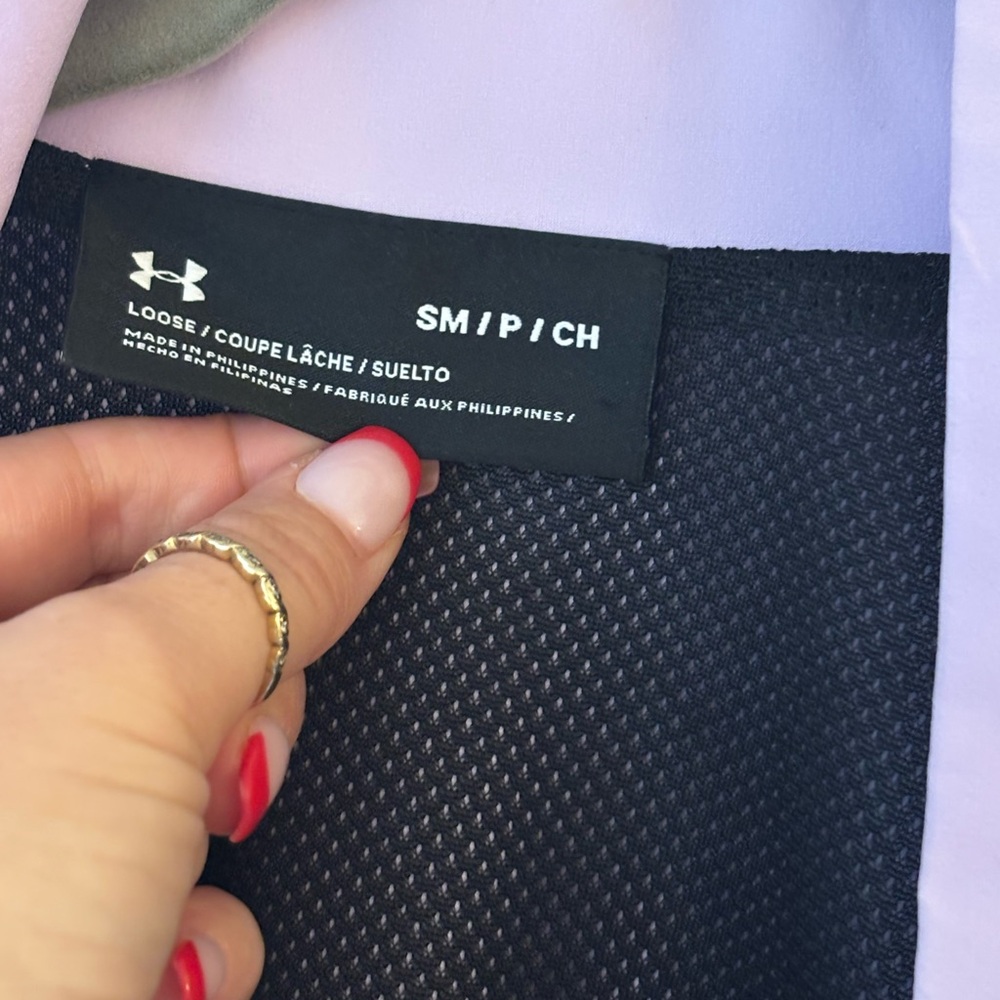 SM / P / CH
LOOSE / COUPE LÂCHE / SUELTO
MADE IN PHILIPPINES / FABRIQUÉ AUX PHILIPPINES /
HECHO EN FILIPINAS